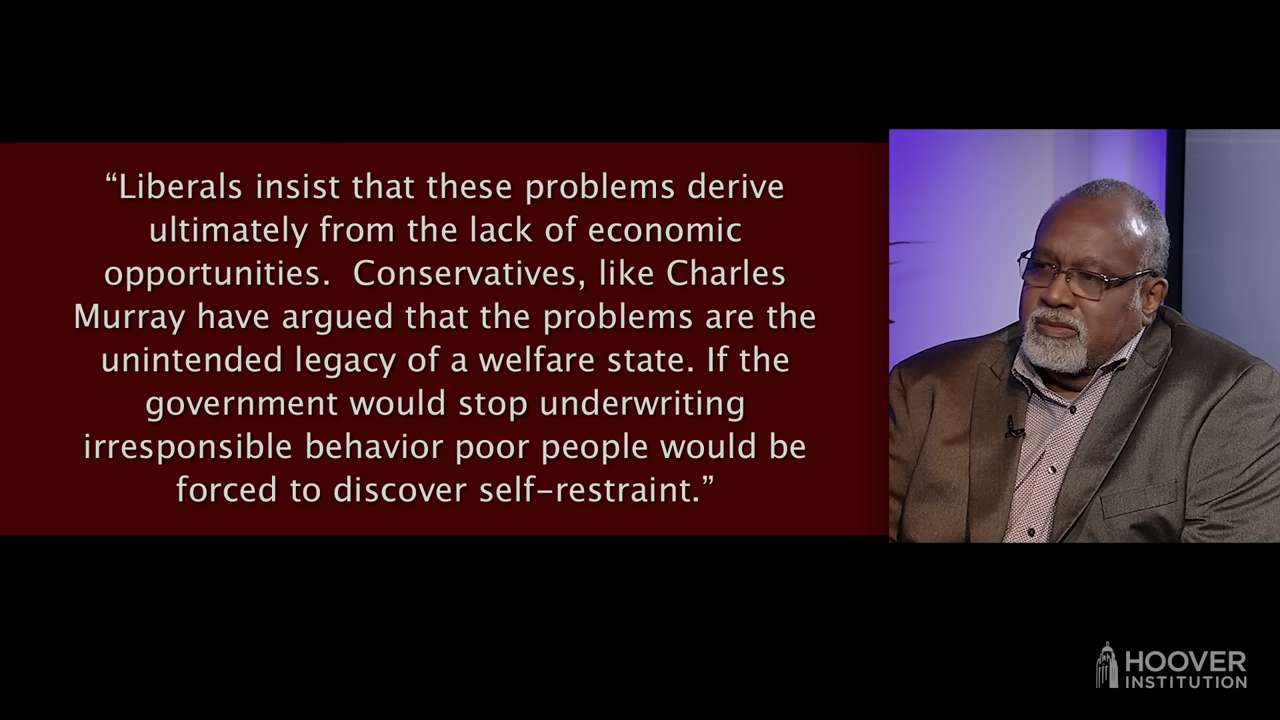 “Liberals insist that these problems derive
ultimately from the lack of economic
opportunities.  Conservatives, like Charles
Murray have argued that the problems are the
unintended legacy of a welfare state. If the
government would stop underwriting
irresponsible behavior poor people would be
forced to discover self–restraint.”
HOOVER
INSTITUTION